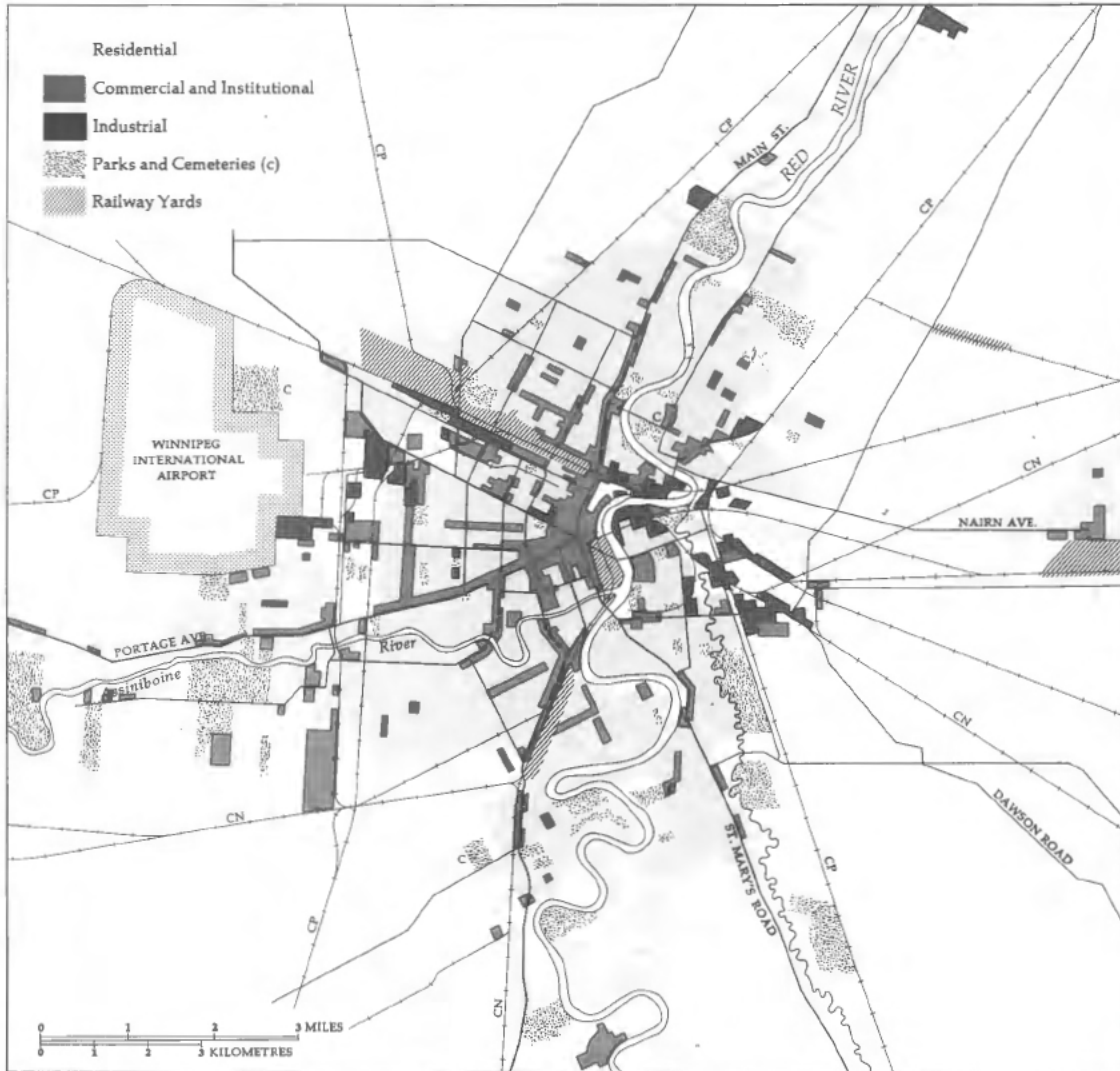 Residential
Commercial and Institutional
Industrial
Parks and Cemeteries (c)
Railway Yards
CP
CP
MAIN ST.
RED
RIVER
CP
C
C
WINNIPEG
INTERNATIONAL
AIRPORT
CP
CN
NAIRN AVE.
PORTAGE AVE
Assiniboine
River
CN
CN
C
CP
ST. MARY'S ROAD
CP
DAWSON ROAD
CN
0 1 2 3 MILES
0 1 2 3 KILOMETRES